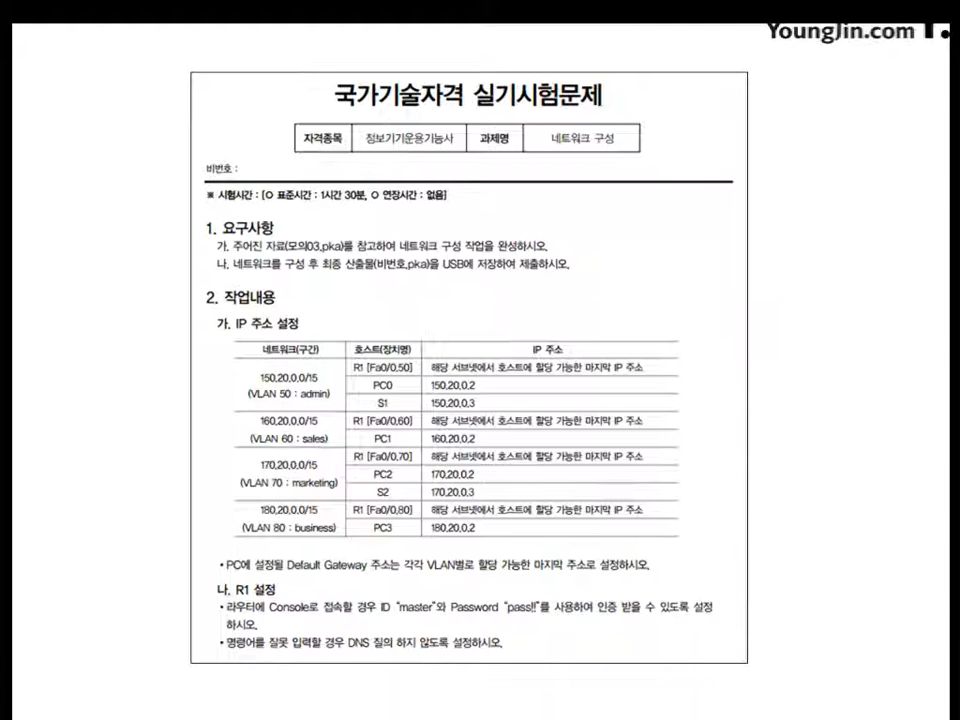 YoungJin.com
국가기술자격 실기시험문제
자격종목 정보기기운용기능사 과제명 네트워크 구성
비번호 :
※ 시험시간 : [○ 표준시간 : 1시간 30분, ○ 연장시간 : 없음]
1. 요구사항
가. 주어진 자료(모의03.pka)를 참고하여 네트워크 구성 작업을 완성하시오.
나. 네트워크를 구성 후 최종 산출물(비번호.pka)을 USB에 저장하여 제출하시오.
2. 작업내용
가. IP 주소 설정
네트워크(구간) 호스트(장치명) IP 주소
150.20.0.0/15 (VLAN 50 : admin)
R1 [Fa0/0.50] 해당 서브넷에서 호스트에 할당 가능한 마지막 IP 주소
PC0 150.20.0.2
S1 150.20.0.3
160.20.0.0/15 (VLAN 60 : sales)
R1 [Fa0/0.60] 해당 서브넷에서 호스트에 할당 가능한 마지막 IP 주소
PC1 160.20.0.2
170.20.0.0/15 (VLAN 70 : marketing)
R1 [Fa0/0.70] 해당 서브넷에서 호스트에 할당 가능한 마지막 IP 주소
PC2 170.20.0.2
S2 170.20.0.3
180.20.0.0/15 (VLAN 80 : business)
R1 [Fa0/0.80] 해당 서브넷에서 호스트에 할당 가능한 마지막 IP 주소
PC3 180.20.0.2
• PC에 설정될 Default Gateway 주소는 각각 VLAN별로 할당 가능한 마지막 주소로 설정하시오.
나. R1 설정
• 라우터에 Console로 접속할 경우 ID "master"와 Password "pass!!"를 사용하여 인증 받을 수 있도록 설정
하시오.
• 명령어를 잘못 입력할 경우 DNS 질의 하지 않도록 설정하시오.